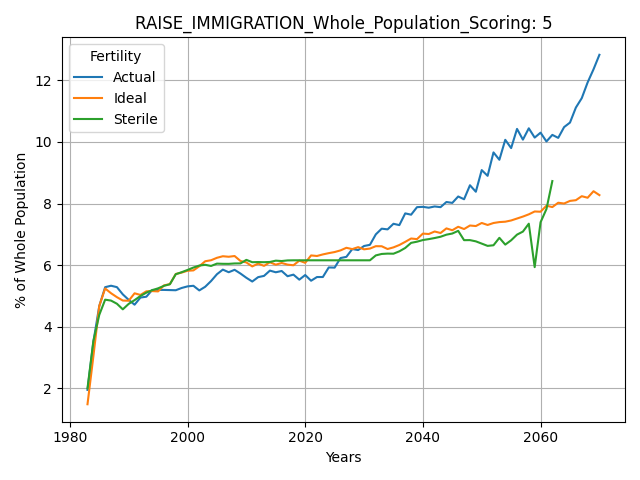 RAISE_IMMIGRATION_Whole_Population_Scoring: 5
Fertility
Actual
Ideal
Sterile
% of Whole Population
12
10
8
6
4
2
1980
2000
2020
2040
2060
Years